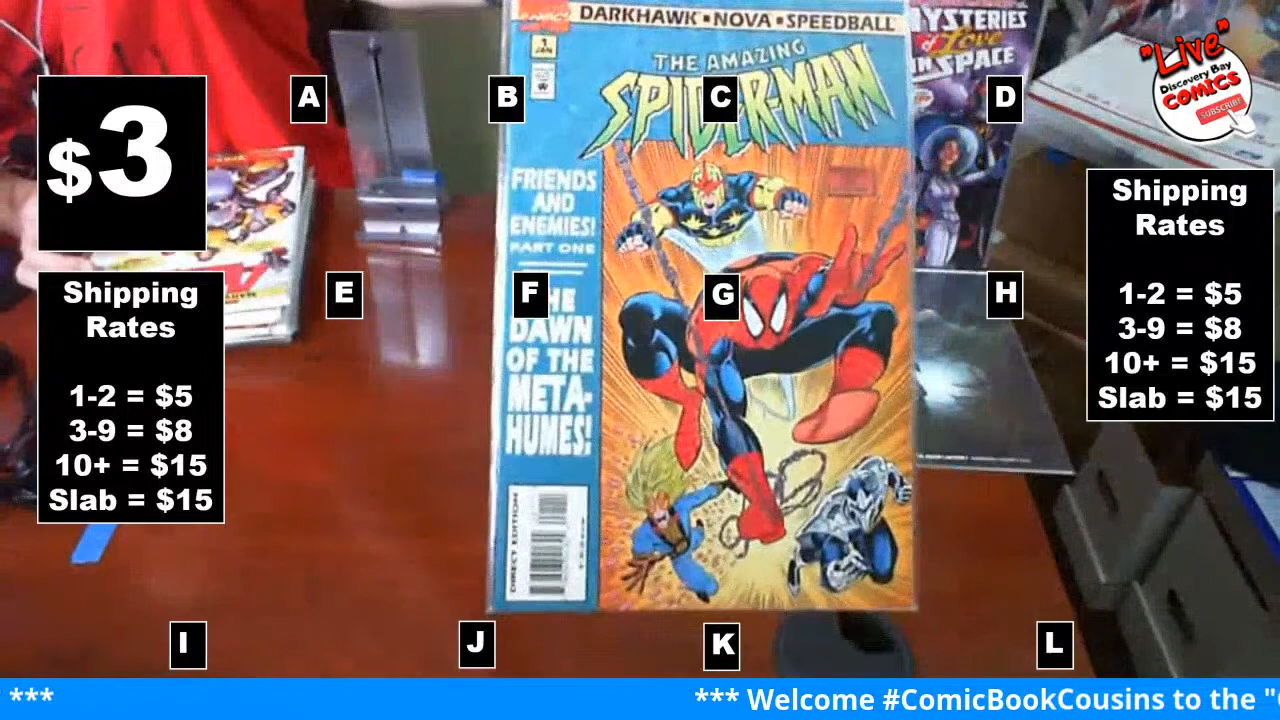 DARKHAWK • NOVA • SPEEDBALL
1
JAN
THE AMAZING
SPIDER-MAN
FRIENDS
AND
ENEMIES!
PART ONE
THE
DAWN
OF THE
META-
HUMES!
DIRECT EDITION
MYSTERIES
of Love
IN SPACE
"Live"
Discovery Bay
COMICS
SUBSCRIBE!
$3
A
B
C
D
E
F
G
H
I
J
K
L
Shipping
Rates
1-2 = $5
3-9 = $8
10+ = $15
Slab = $15
Shipping
Rates
1-2 = $5
3-9 = $8
10+ = $15
Slab = $15
*** *** Welcome #ComicBookCousins to the "